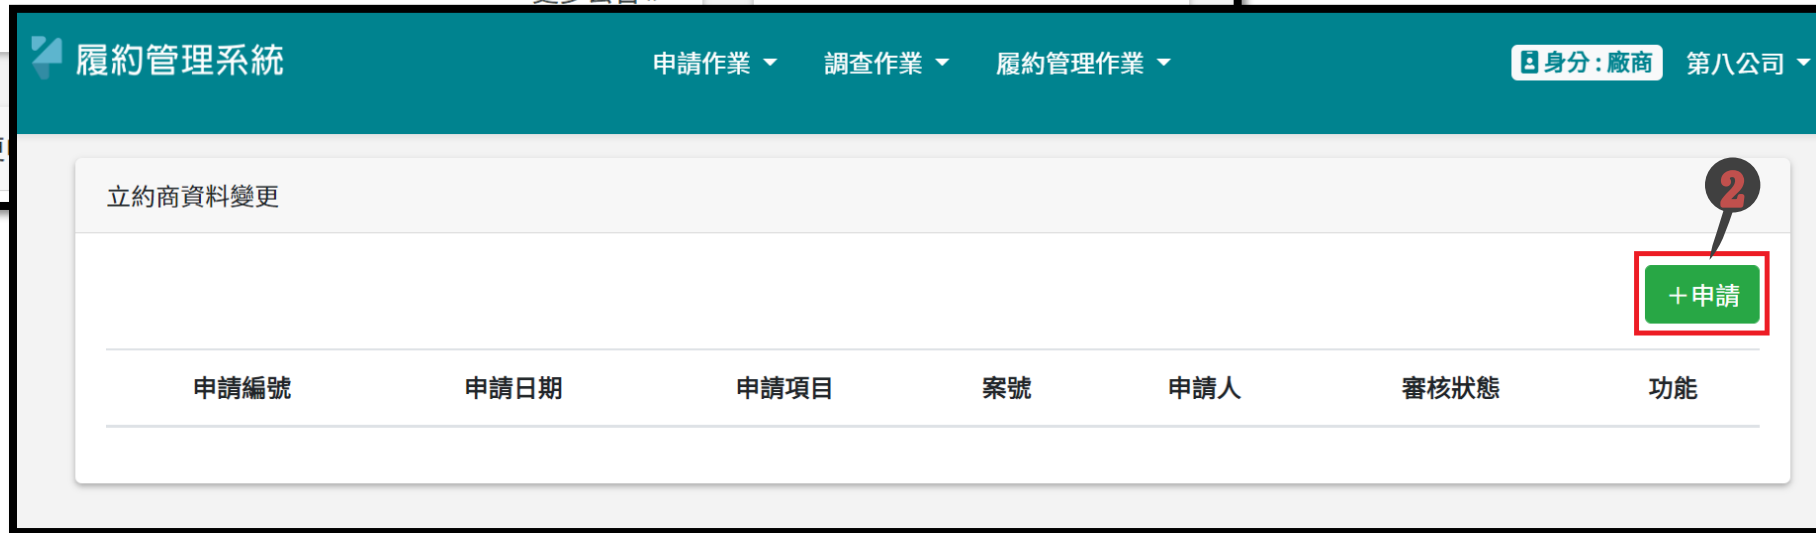 履約管理系統
申請作業
調查作業
履約管理作業
身分:廠商
第八公司
立約商資料變更
2
+申請
申請編號
申請日期
申請項目
案號
申請人
審核狀態
功能